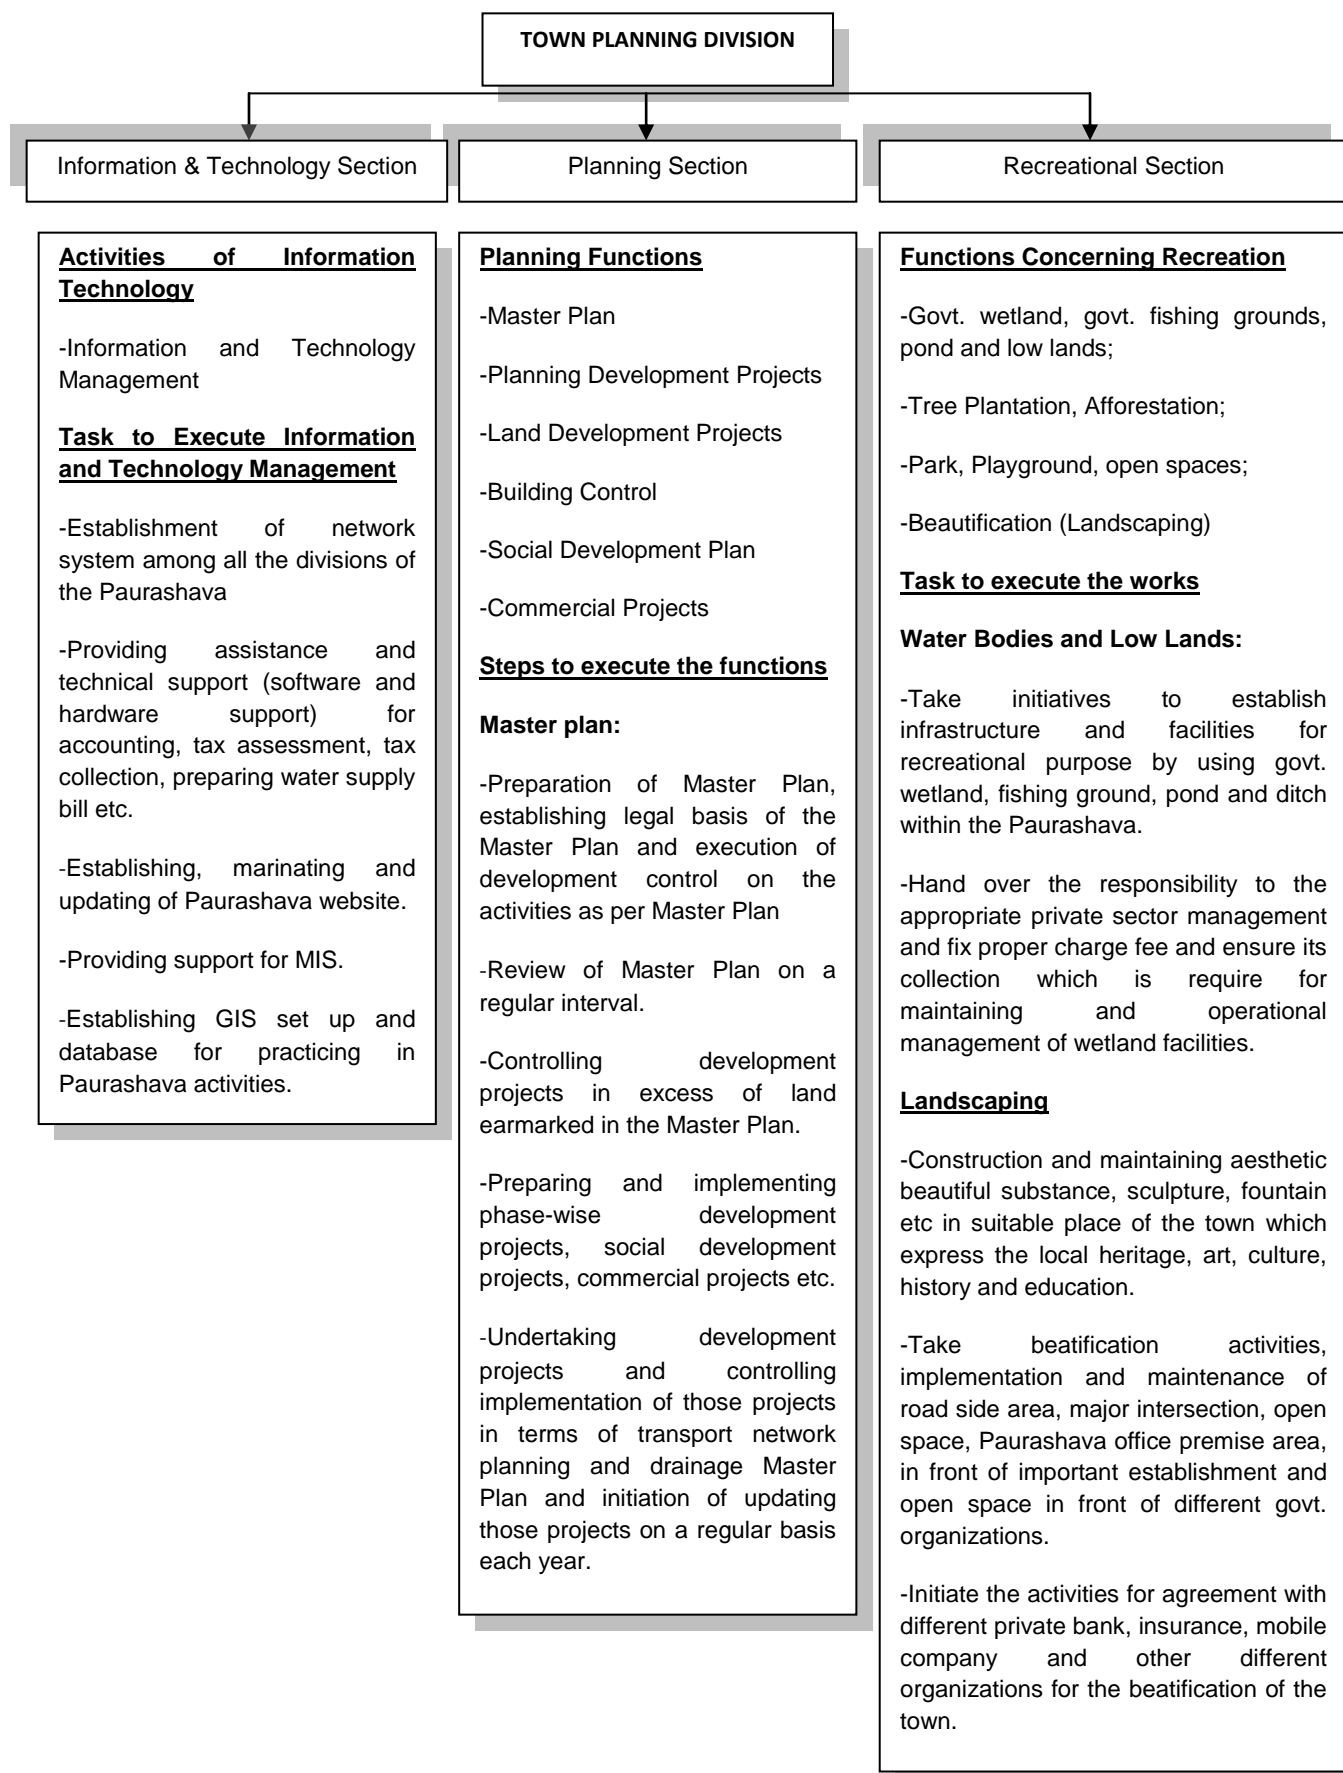 TOWN PLANNING DIVISION
Information & Technology Section
Planning Section
Recreational Section
Activities of Information
Technology
-Information and Technology
Management
Task to Execute Information
and Technology Management
-Establishment of network
system among all the divisions of
the Paurashava
-Providing assistance and
technical support (software and
hardware support) for
accounting, tax assessment, tax
collection, preparing water supply
bill etc.
-Establishing, marinating and
updating of Paurashava website.
-Providing support for MIS.
-Establishing GIS set up and
database for practicing in
Paurashava activities.
Planning Functions
-Master Plan
-Planning Development Projects
-Land Development Projects
-Building Control
-Social Development Plan
-Commercial Projects
Steps to execute the functions
Master plan:
-Preparation of Master Plan,
establishing legal basis of the
Master Plan and execution of
development control on the
activities as per Master Plan
-Review of Master Plan on a
regular interval.
-Controlling development
projects in excess of land
earmarked in the Master Plan.
-Preparing and implementing
phase-wise development
projects, social development
projects, commercial projects etc.
-Undertaking development
projects and controlling
implementation of those projects
in terms of transport network
planning and drainage Master
Plan and initiation of updating
those projects on a regular basis
each year.
Functions Concerning Recreation
-Govt. wetland, govt. fishing grounds,
pond and low lands;
-Tree Plantation, Afforestation;
-Park, Playground, open spaces;
-Beautification (Landscaping)
Task to execute the works
Water Bodies and Low Lands:
-Take initiatives to establish
infrastructure and facilities for
recreational purpose by using govt.
wetland, fishing ground, pond and ditch
within the Paurashava.
-Hand over the responsibility to the
appropriate private sector management
and fix proper charge fee and ensure its
collection which is require for
maintaining and operational
management of wetland facilities.
Landscaping
-Construction and maintaining aesthetic
beautiful substance, sculpture, fountain
etc in suitable place of the town which
express the local heritage, art, culture,
history and education.
-Take beatification activities,
implementation and maintenance of
road side area, major intersection, open
space, Paurashava office premise area,
in front of important establishment and
open space in front of different govt.
organizations.
-Initiate the activities for agreement with
different private bank, insurance, mobile
company and other different
organizations for the beatification of the
town.